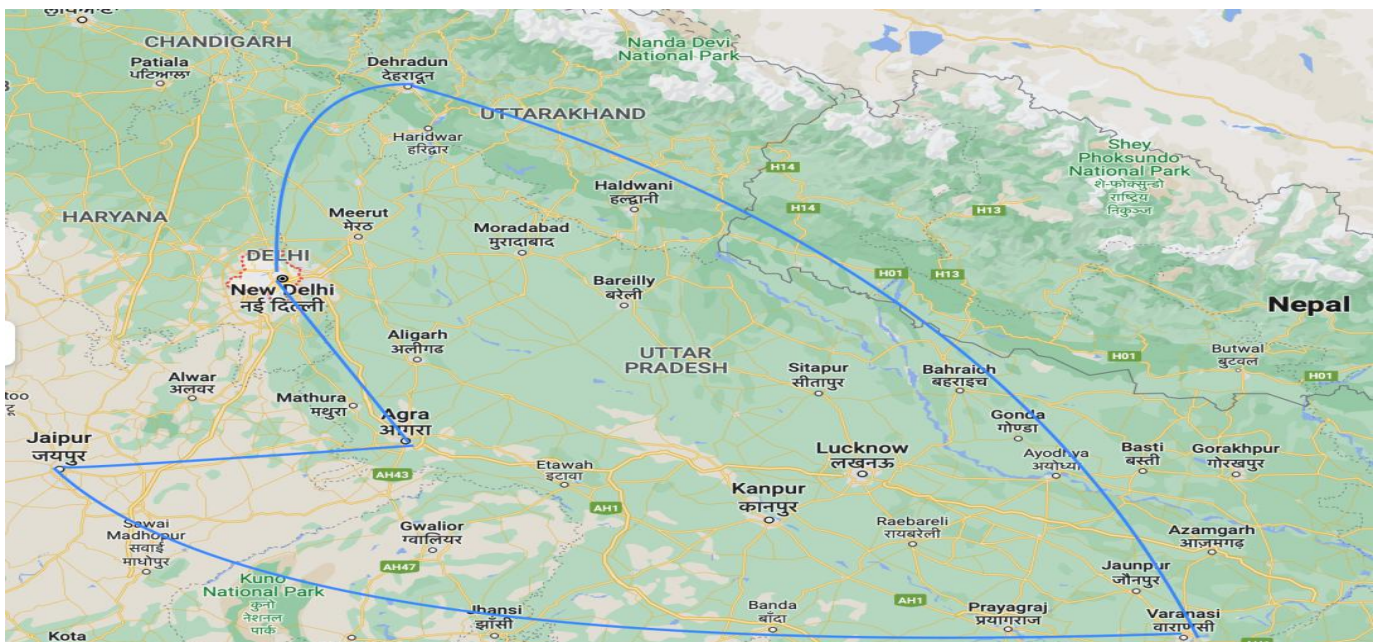 ਲੁਧਿਆਣਾ
CHANDIGARH
Patiala
ਪਟਿਆਲਾ
Dehradun
देहरादून
Nanda Devi
National Park
UTTARAKHAND
Haridwar
हरिद्वार
Shey
Phoksundo
National Park
शे-फोक्सुन्डो
राष्ट्रिय
निकुञ्ज
H14
H14
H13
HARYANA
Meerut
मेरठ
Haldwani
हल्द्वानी
Moradabad
मुरादाबाद
DELHI
New Delhi
नई दिल्ली
Bareilly
बरेली
H01
H13
Nepal
Aligarh
अलीगढ
UTTAR
PRADESH
Sitapur
सीतापुर
Bahraich
बहराइच
H01
Butwal
बुटवल
H01
Alwar
अलवर
Mathura
मथुरा
Agra
आगरा
Gonda
गोण्डा
Jaipur
जयपुर
Lucknow
लखनऊ
Ayodhya
अयोध्या
Basti
बस्ती
Gorakhpur
गोरखपुर
AH43
Etawah
इटावा
AH1
Kanpur
कानपुर
Sawai
Madhopur
सवाई
माधोपुर
Gwalior
ग्वालियर
Raebareli
रायबरेली
Azamgarh
आज़मगढ़
AH47
Kuno
National Park
कुनो
नेशनल
पार्क
Jaunpur
जौनपुर
Jhansi
झाँसी
Banda
बाँदा
AH1
Prayagraj
प्रयागराज
Varanasi
वाराणसी
Kota